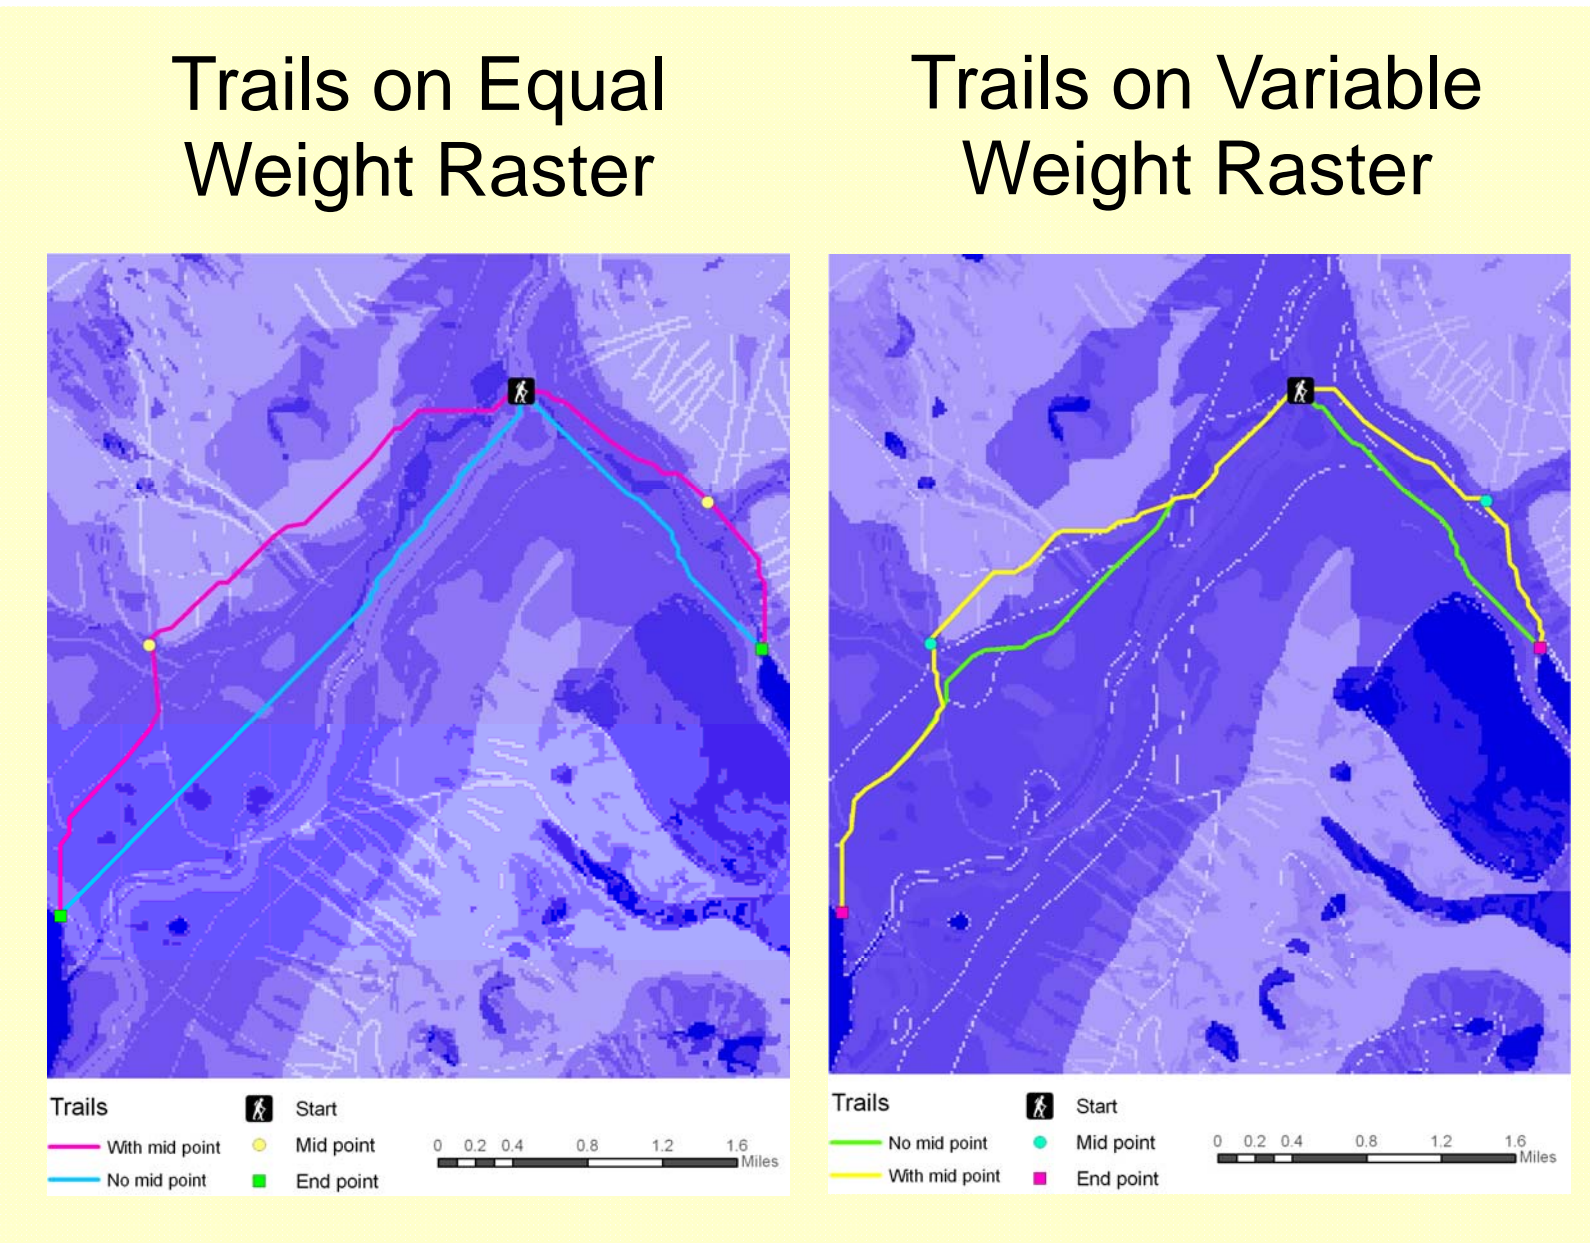 Trails on Equal
Weight Raster
Trails on Variable
Weight Raster
Trails
With mid point
No mid point
Start
Mid point
End point
0 0.2 0.4 0.8 1.2 1.6
Miles
Trails
No mid point
With mid point
Start
Mid point
End point
0 0.2 0.4 0.8 1.2 1.6
Miles